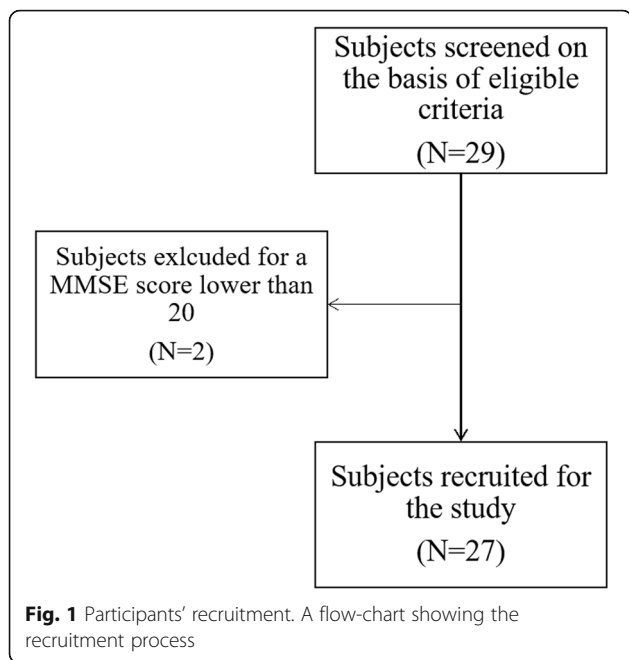 Subjects screened on
the basis of eligible
criteria
(N=29)
Subjects exlcuded for a
MMSE score lower than
20
(N=2)
Subjects recruited for
the study
(N=27)
Fig. 1 Participants’ recruitment. A flow-chart showing the
recruitment process